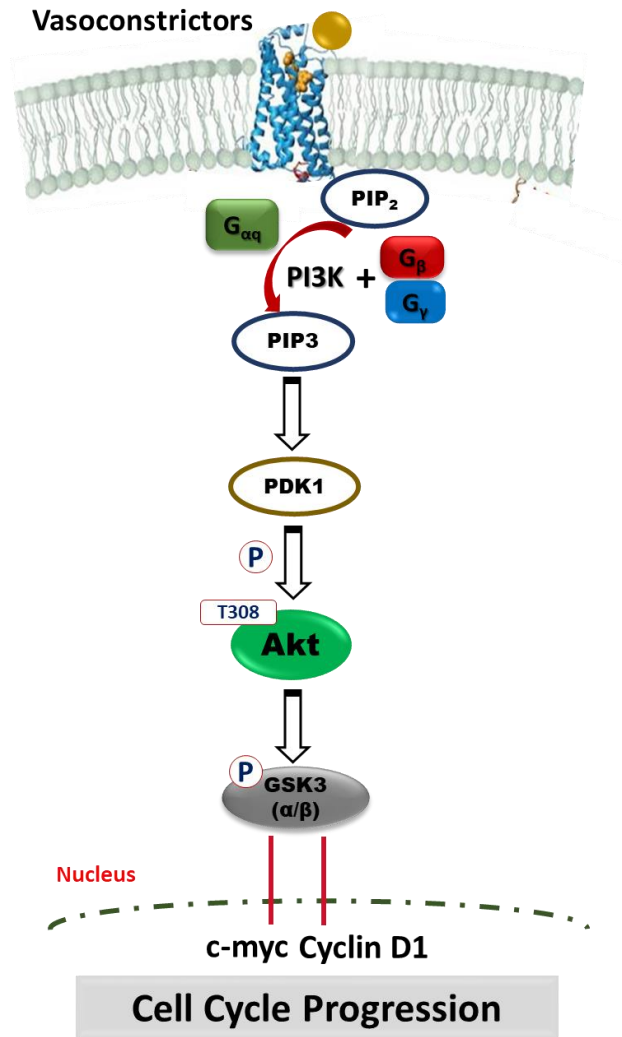 Vasoconstrictors
PIP₂
Gαq
PI3K + Gβ
Gγ
PIP3
PDK1
P
T308
Akt
P
GSK3
(α/β)
Nucleus
c-myc Cyclin D1
Cell Cycle Progression